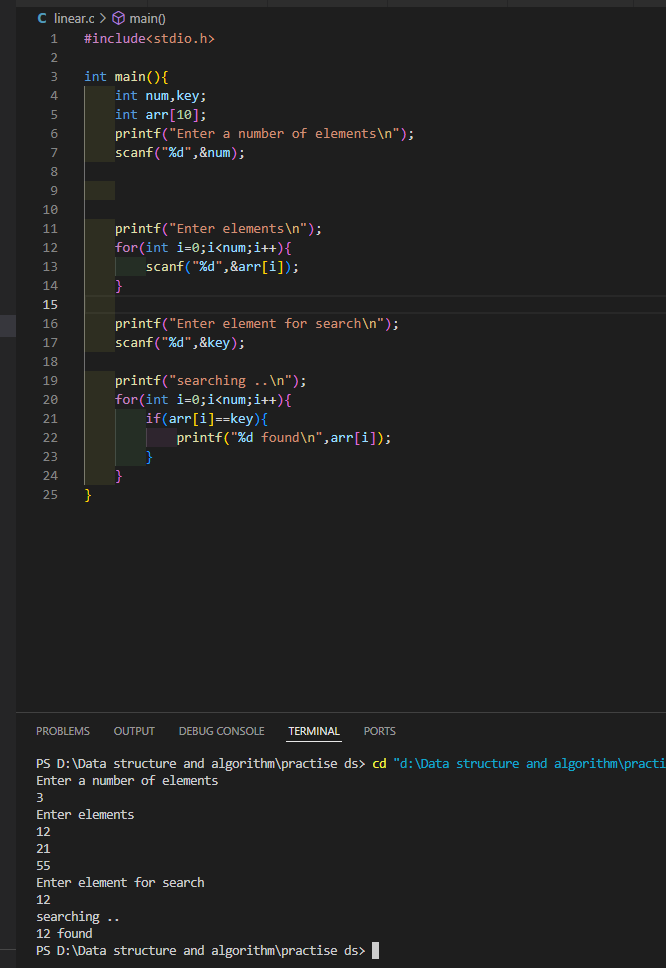 C linear.c > main()
1 #include<stdio.h>
2
3 int main(){
4     int num,key;
5     int arr[10];
6     printf("Enter a number of elements\n");
7     scanf("%d",&num);
8
9
10
11     printf("Enter elements\n");
12     for(int i=0;i<num;i++){
13         scanf("%d",&arr[i]);
14     }
15
16     printf("Enter element for search\n");
17     scanf("%d",&key);
18
19     printf("searching ..\n");
20     for(int i=0;i<num;i++){
21         if(arr[i]==key){
22             printf("%d found\n",arr[i]);
23         }
24     }
25 }
PROBLEMS OUTPUT DEBUG CONSOLE TERMINAL PORTS
PS D:\Data structure and algorithm\practise ds> cd "d:\Data structure and algorithm\practi
Enter a number of elements
3
Enter elements
12
21
55
Enter element for search
12
searching ..
12 found
PS D:\Data structure and algorithm\practise ds>